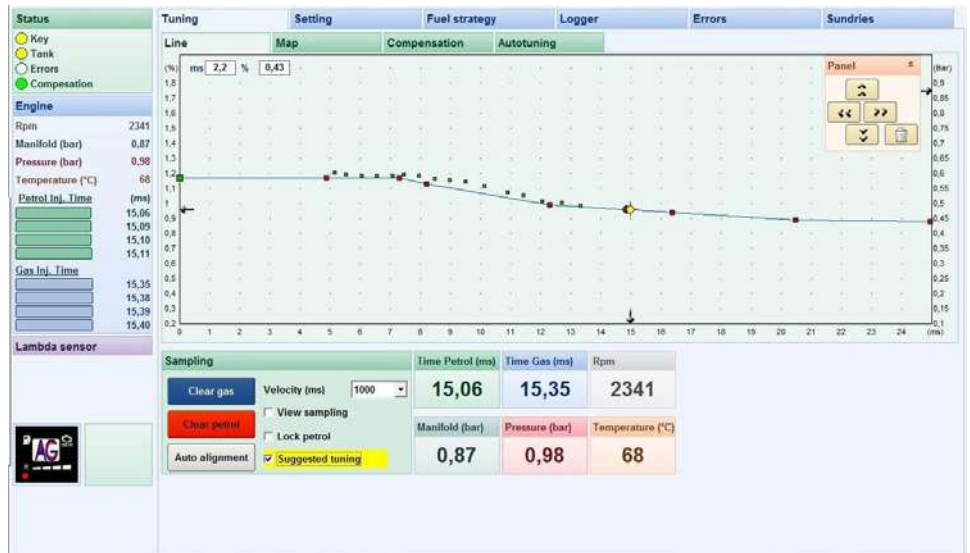 Status
Key
Tank
Errors
Compesation
Engine
Rpm 2341
Manifold (bar) 0,87
Pressure (bar) 0,98
Temperature (°C) 68
Petrol Inj. Time (ms)
15,06
15,09
15,10
15,11
Gas Inj. Time
15,35
15,38
15,39
15,40
Lambda sensor
AG
Tuning Setting Fuel strategy Logger Errors Sundries
Line Map Compensation Autotuning
(%) ms 2,2 % 0,43 Panel (Bar)
1,8 0,9
1,7 0,85
1,6 0,8
1,5 0,75
1,4 0,7
1,3 0,65
1,2 0,6
1,1 0,55
1 0,5
0,9 0,45
0,8 0,4
0,7 0,35
0,6 0,3
0,5 0,25
0,4 0,2
0,3 0,15
0,2 0,1
0 1 2 3 4 5 6 7 8 9 10 11 12 13 14 15 16 17 18 19 20 21 22 23 24 (ms)
Sampling
Clear gas Velocity (ms) 1000
View sampling
Clear petrol
Lock petrol
Auto alignment Suggested tuning
Time Petrol (ms) Time Gas (ms) Rpm
15,06 15,35 2341
Manifold (bar) Pressure (bar) Temperature (°C)
0,87 0,98 68